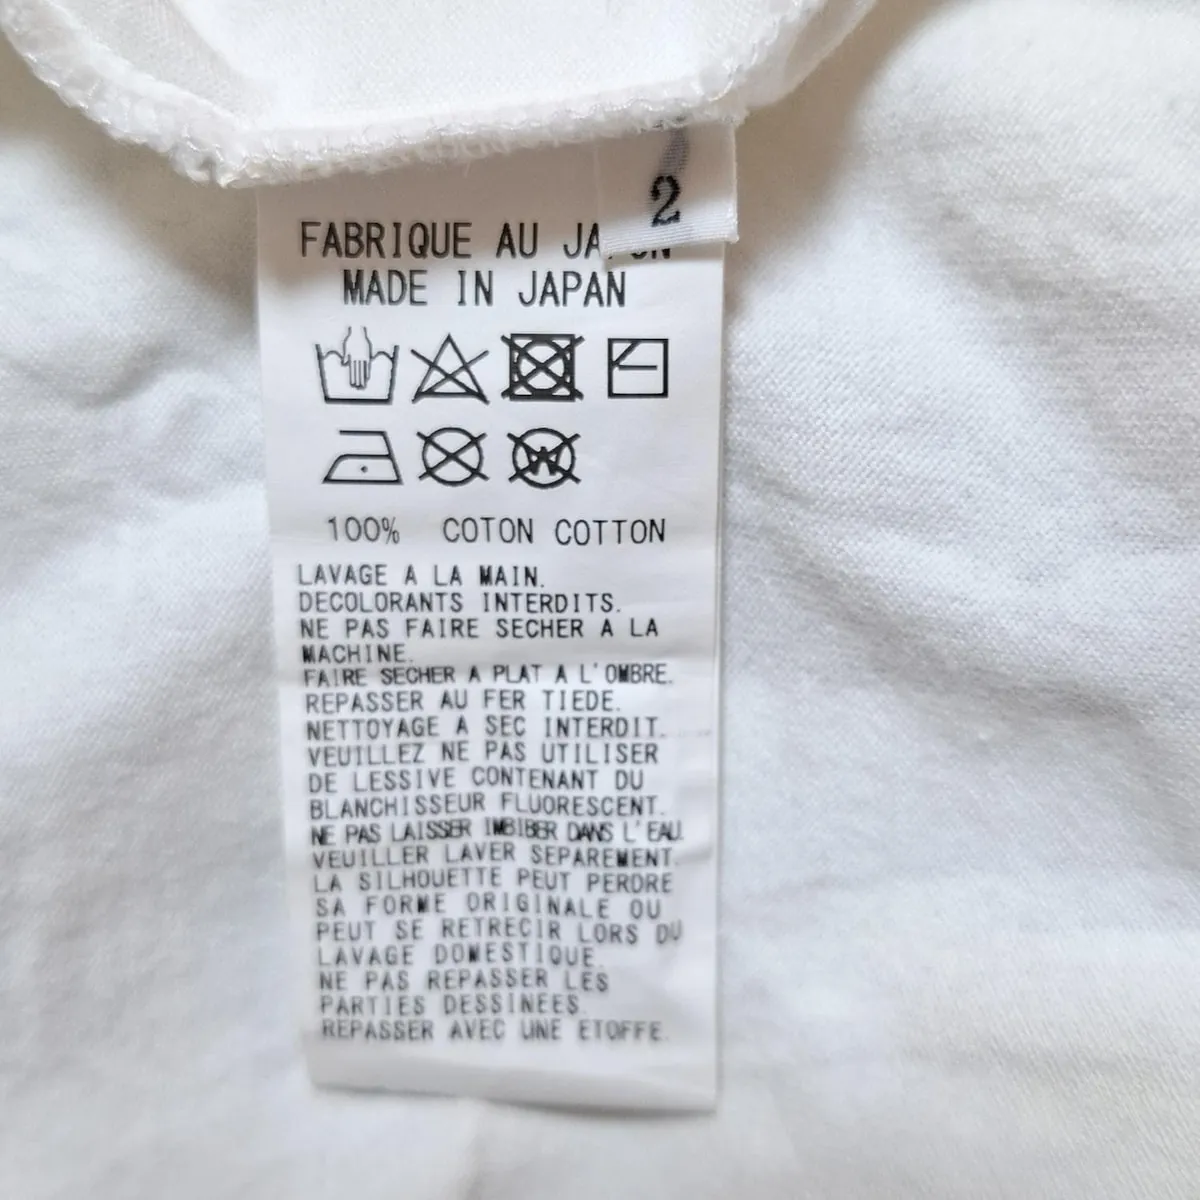 2
FABRIQUE AU JAPON
MADE IN JAPAN
W
100% COTON COTTON
LAVAGE A LA MAIN.
DECOLORANTS INTERDITS.
NE PAS FAIRE SECHER A LA
MACHINE.
FAIRE SECHER A PLAT A L'OMBRE.
REPASSER AU FER TIEDE.
NETTOYAGE A SEC INTERDIT.
VEUILLEZ NE PAS UTILISER
DE LESSIVE CONTENANT DU
BLANCHISSEUR FLUORESCENT.
NE PAS LAISSER IMBIBER DANS L'EAU.
VEUILLER LAVER SEPAREMENT.
LA SILHOUETTE PEUT PERDRE
SA FORME ORIGINALE OU
PEUT SE RETRECIR LORS DU
LAVAGE DOMESTIQUE.
NE PAS REPASSER LES
PARTIES DESSINEES.
REPASSER AVEC UNE ETOFFE.